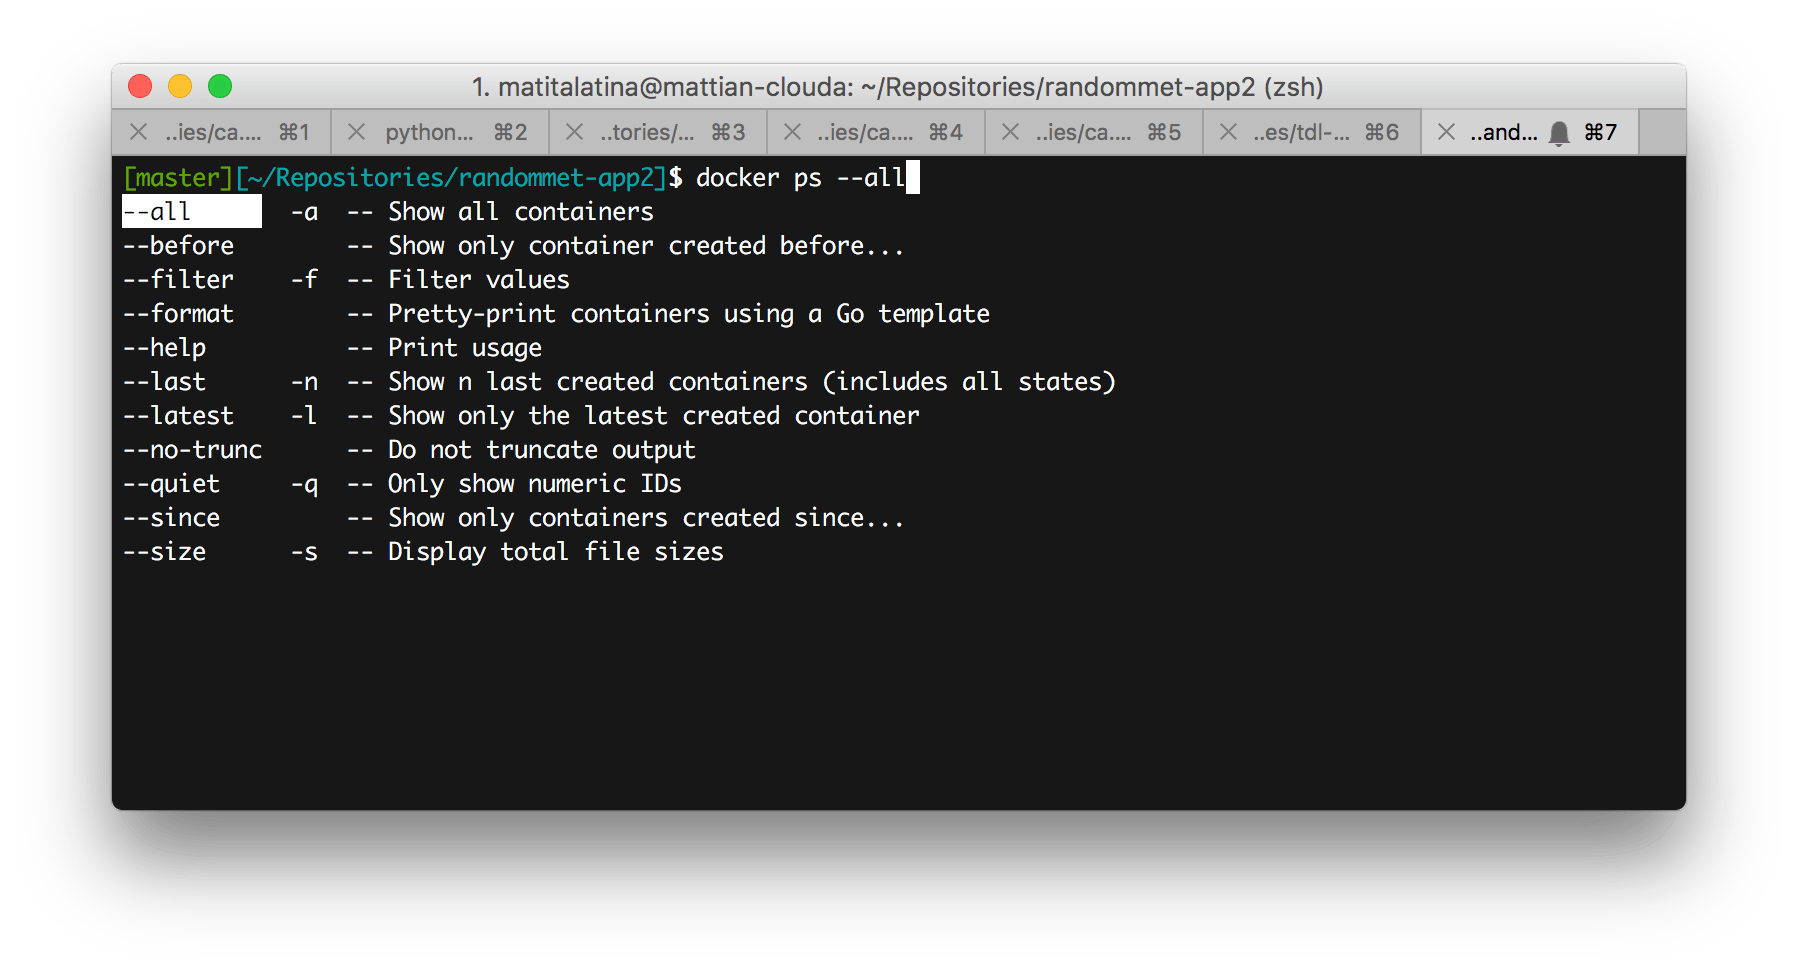 1. matitalatina@mattian-clouda: ~/Repositories/randommet-app2 (zsh)
..ies/ca.... ⌘1 python... ⌘2 ..tories/... ⌘3 ..ies/ca.... ⌘4 ..ies/ca.... ⌘5 ..es/tdl-... ⌘6 ..and... ⌘7
[master][~/Repositories/randommet-app2]$ docker ps --all
--all -a -- Show all containers
--before -- Show only container created before...
--filter -f -- Filter values
--format -- Pretty-print containers using a Go template
--help -- Print usage
--last -n -- Show n last created containers (includes all states)
--latest -l -- Show only the latest created container
--no-trunc -- Do not truncate output
--quiet -q -- Only show numeric IDs
--since -- Show only containers created since...
--size -s -- Display total file sizes